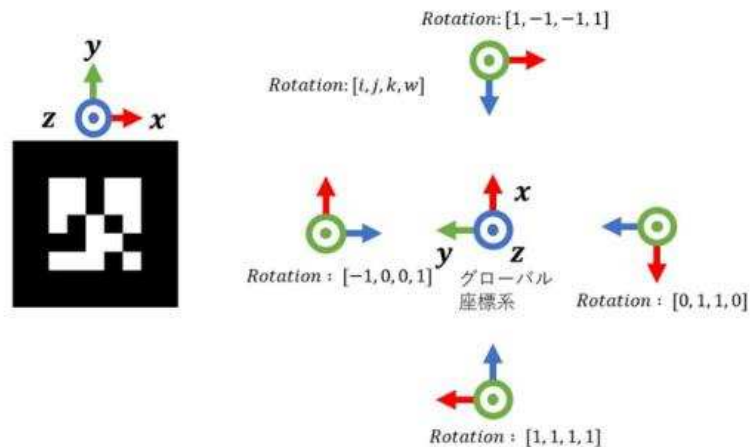 Rotation: [1, −1, −1, 1]
y
Rotation: [i, j, k, w]
z
x
x
y
z
Rotation : [−1, 0, 0, 1]
グローバル
座標系
Rotation : [0, 1, 1, 0]
Rotation : [1, 1, 1, 1]